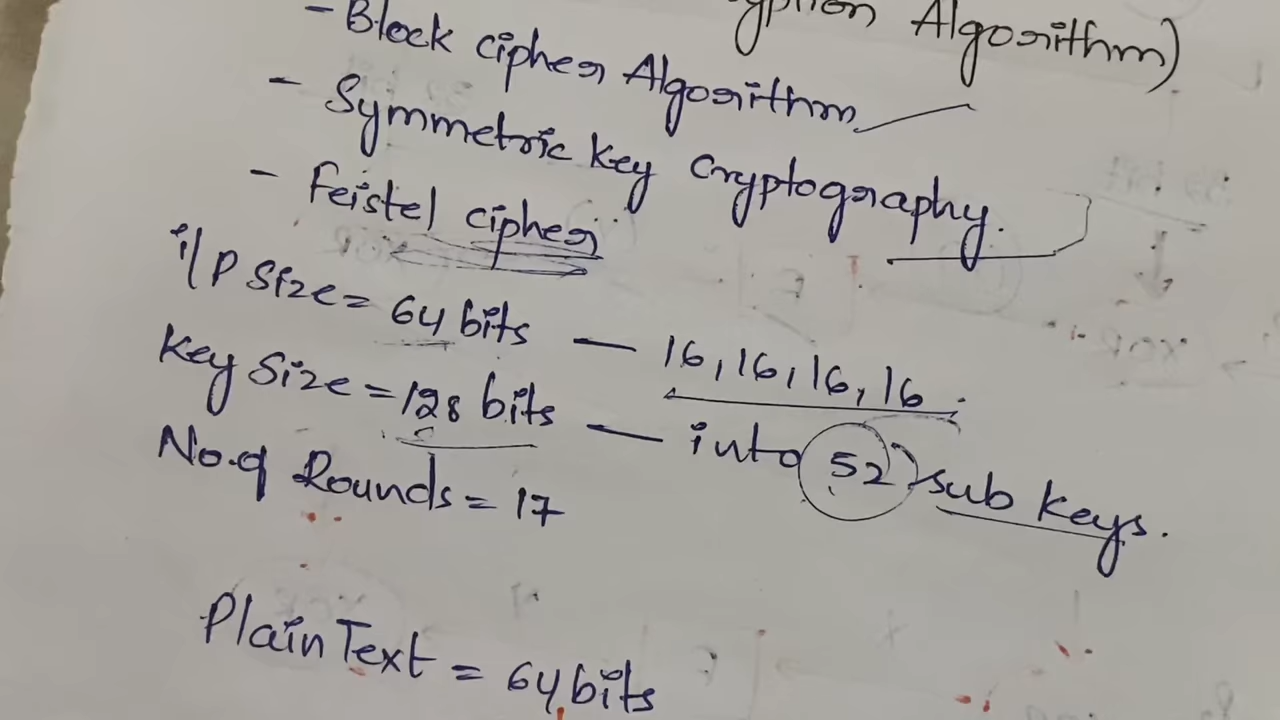 Algorithm)
- Block cipher Algorithm
- Symmetric key Cryptography.
- Feistel cipher
i/p Size = 64 bits — 16, 16, 16, 16.
Key Size = 128 bits — into 52 sub keys.
No.of Rounds = 17
Plain Text = 64 bits